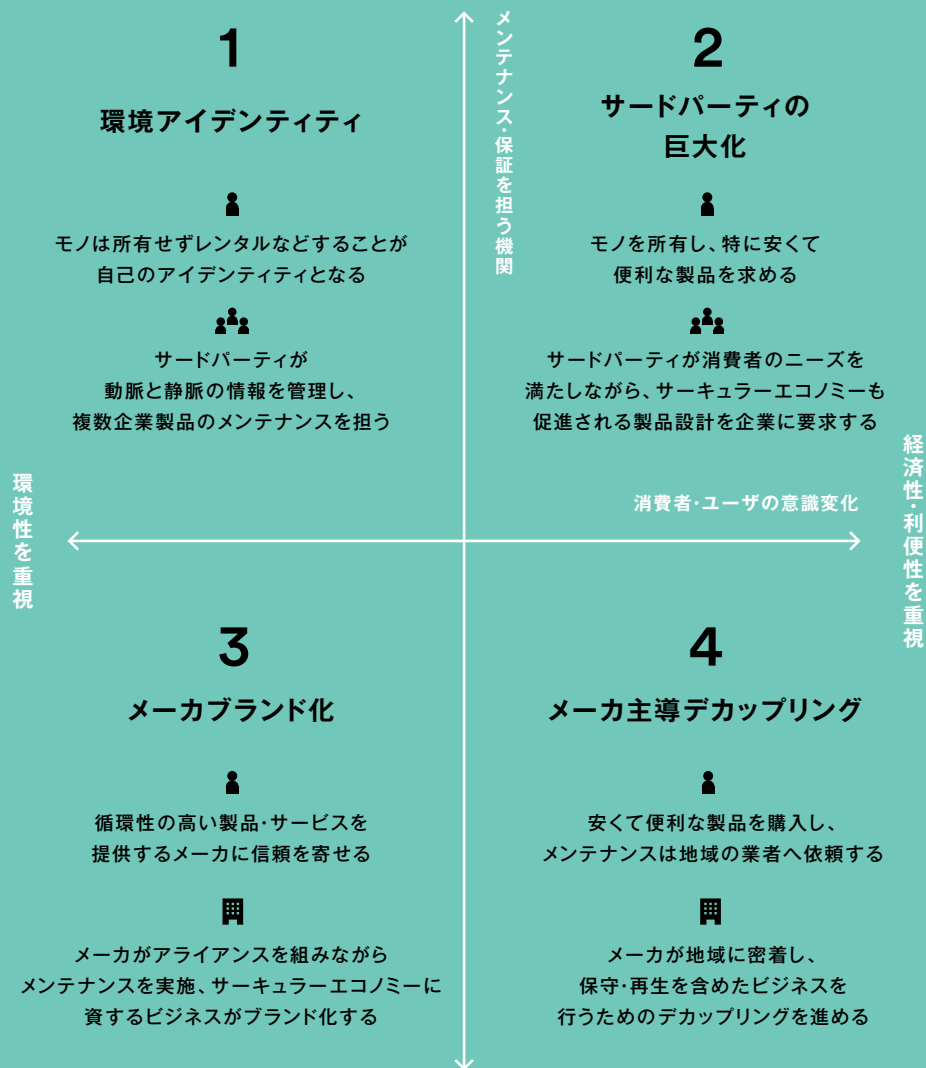 1
環境アイデンティティ
モノは所有せずレンタルなどすることが
自己のアイデンティティとなる
サードパーティが
動脈と静脈の情報を管理し、
複数企業製品のメンテナンスを担う
メンテナンス・保証を担う機関
2
サードパーティの
巨大化
モノを所有し、特に安くて
便利な製品を求める
サードパーティが消費者のニーズを
満たしながら、サーキュラーエコノミーも
促進される製品設計を企業に要求する
環境性を重視
消費者・ユーザの意識変化
経済性・利便性を重視
3
メーカブランド化
循環性の高い製品・サービスを
提供するメーカに信頼を寄せる
メーカがアライアンスを組みながら
メンテナンスを実施、サーキュラーエコノミーに
資するビジネスがブランド化する
4
メーカ主導デカップリング
安くて便利な製品を購入し、
メンテナンスは地域の業者へ依頼する
メーカが地域に密着し、
保守・再生を含めたビジネスを
行うためのデカップリングを進める